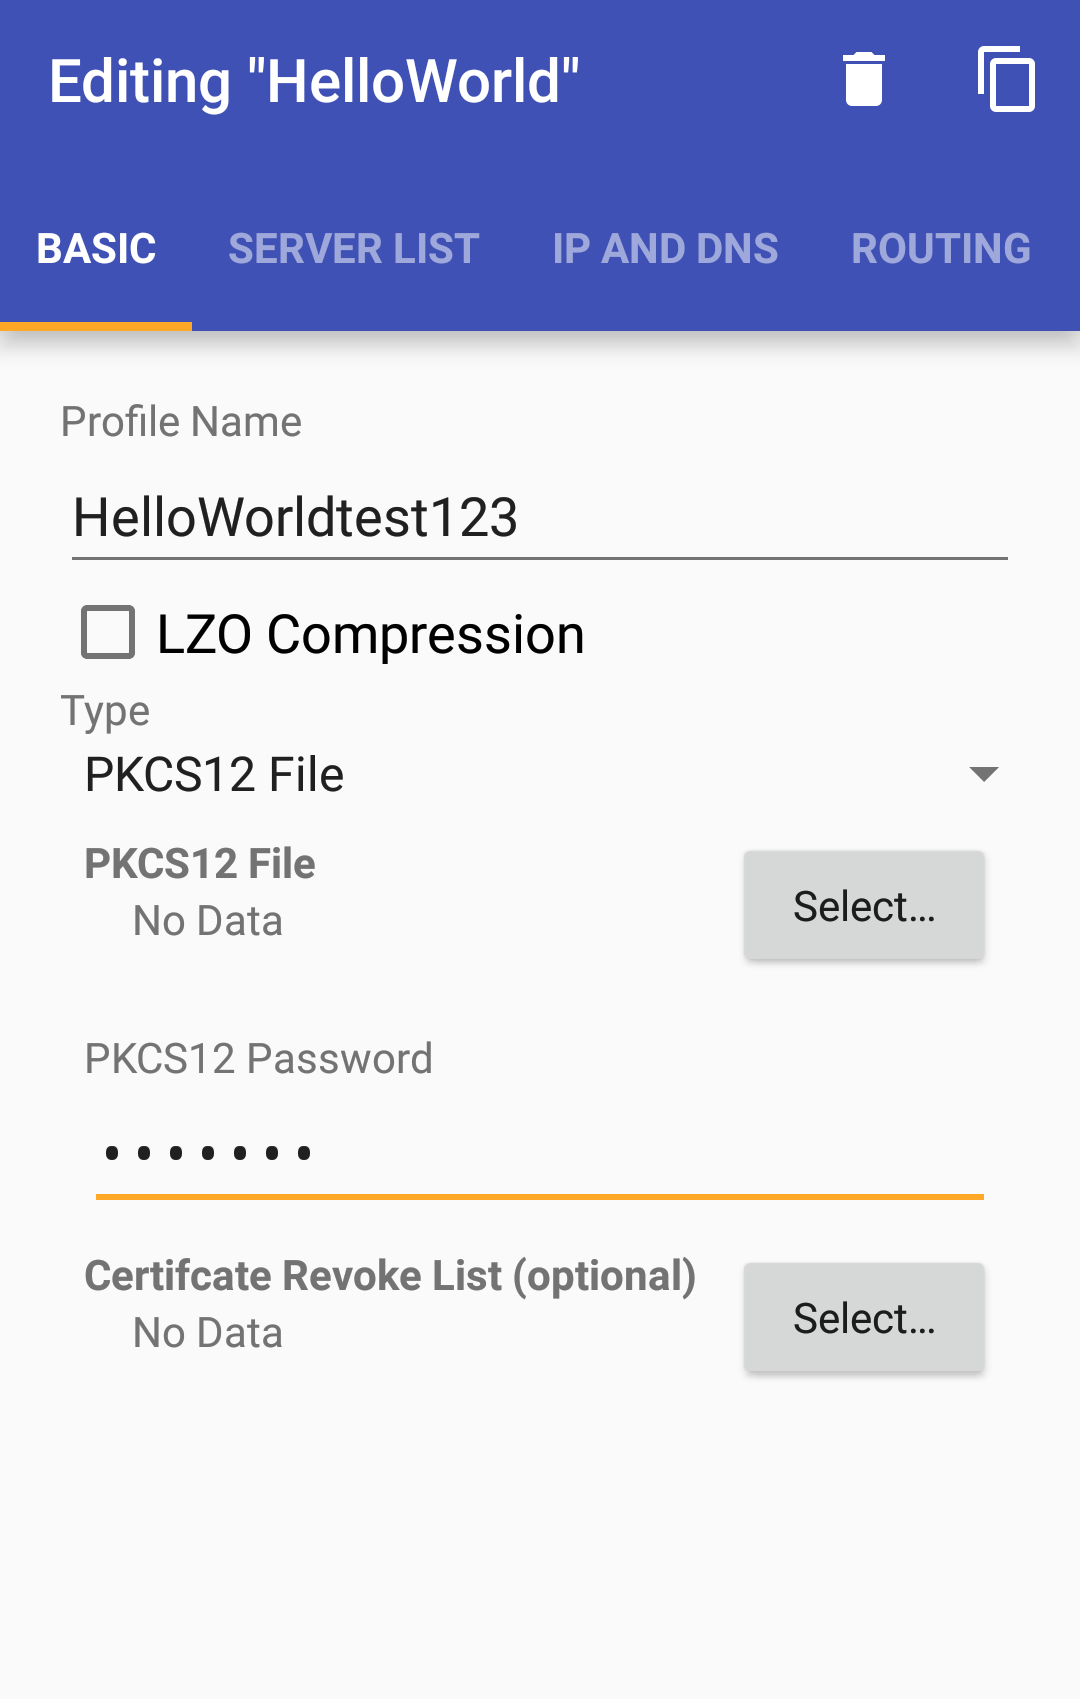 Editing "HelloWorld"
BASIC SERVER LIST IP AND DNS ROUTING
Profile Name
HelloWorldtest123
LZO Compression
Type
PKCS12 File
PKCS12 File
No Data
Select...
PKCS12 Password
•••••••
Certifcate Revoke List (optional)
No Data
Select...